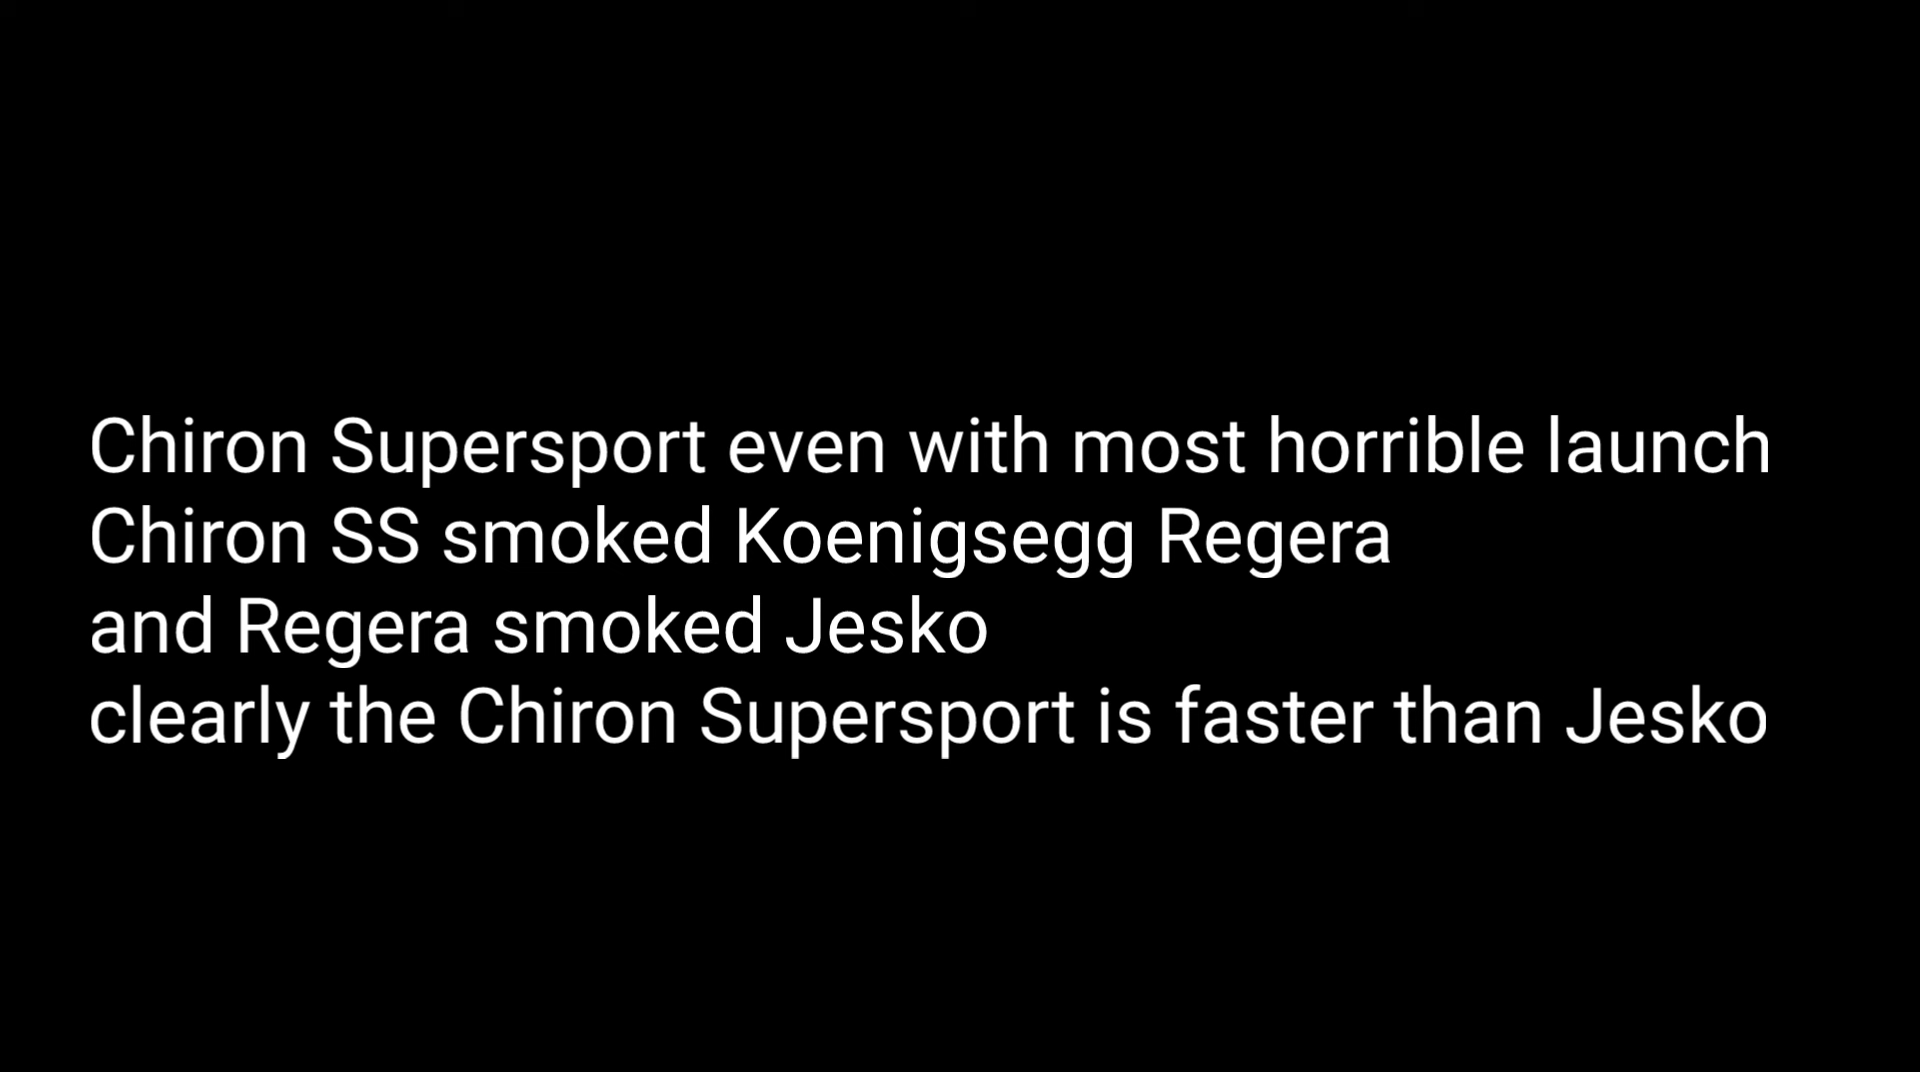 Chiron Supersport even with most horrible launch
Chiron SS smoked Koenigsegg Regera
and Regera smoked Jesko
clearly the Chiron Supersport is faster than Jesko